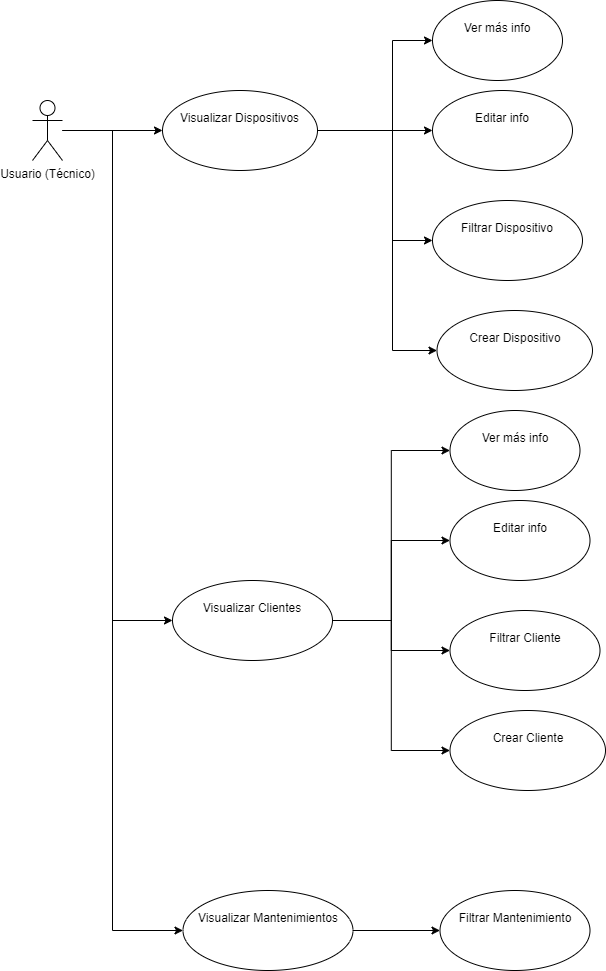 Ver más info
Visualizar Dispositivos
Editar info
Usuario (Técnico)
Filtrar Dispositivo
Crear Dispositivo
Ver más info
Editar info
Visualizar Clientes
Filtrar Cliente
Crear Cliente
Visualizar Mantenimientos
Filtrar Mantenimiento